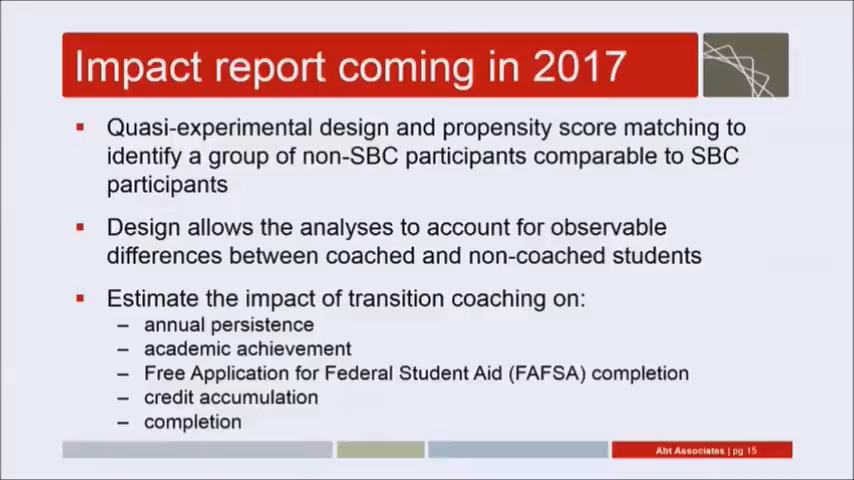 Impact report coming in 2017
▪ Quasi-experimental design and propensity score matching to
identify a group of non-SBC participants comparable to SBC
participants
▪ Design allows the analyses to account for observable
differences between coached and non-coached students
▪ Estimate the impact of transition coaching on:
– annual persistence
– academic achievement
– Free Application for Federal Student Aid (FAFSA) completion
– credit accumulation
– completion
Abt Associates | pg 15